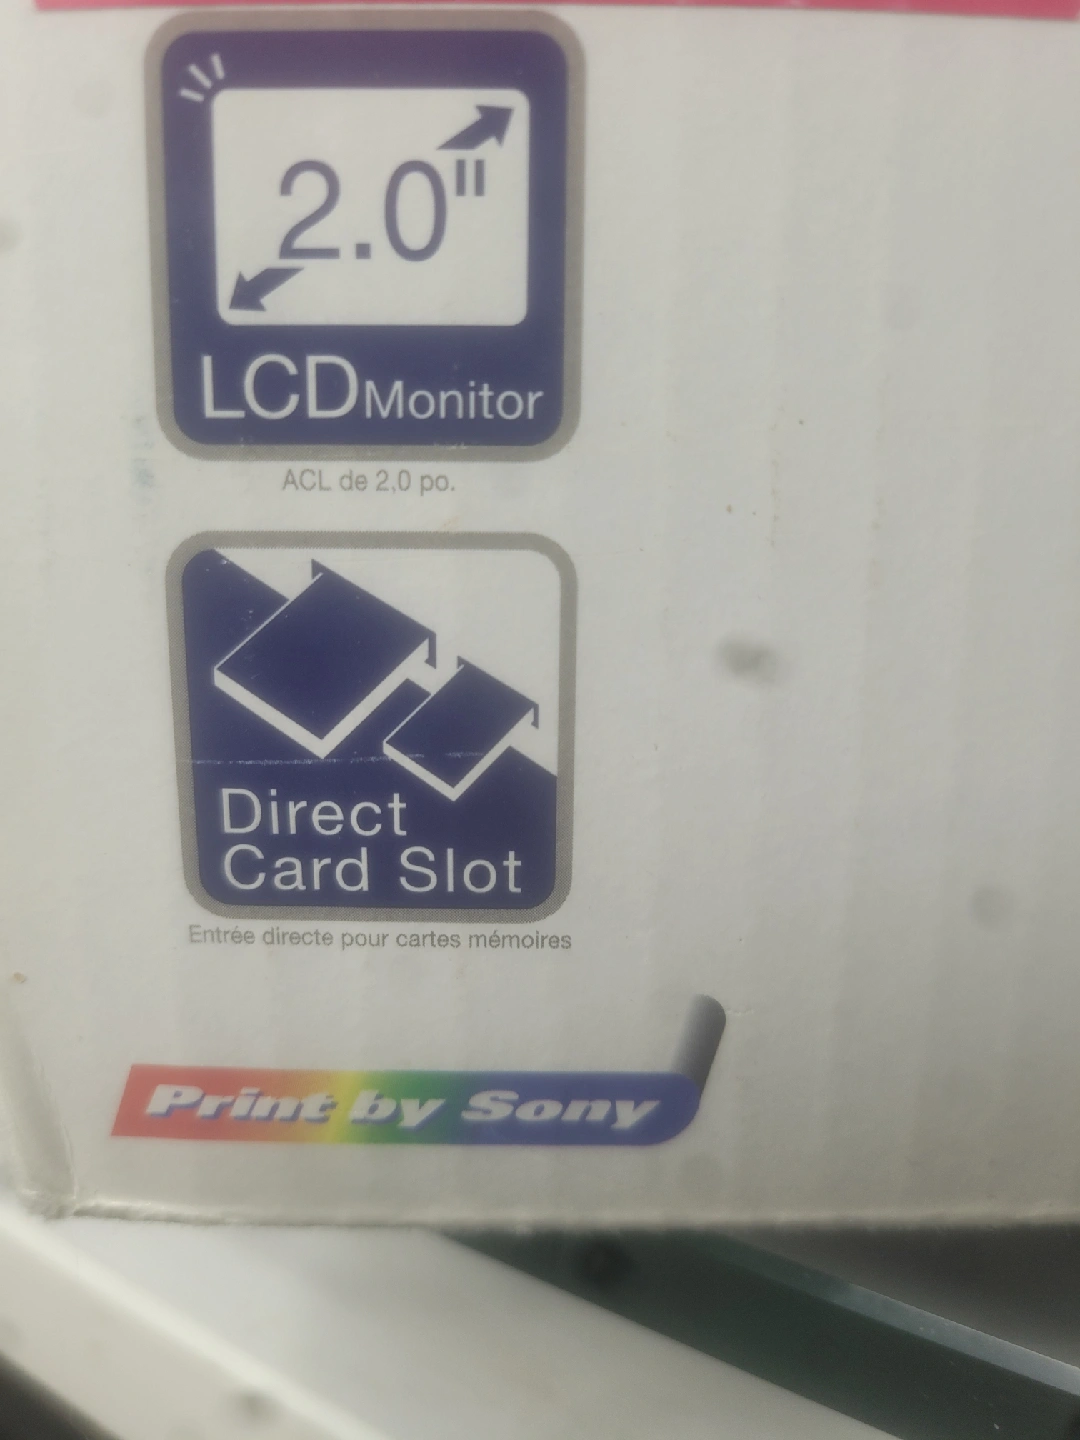 2.0"
LCD Monitor
ACL de 2,0 po.
Direct
Card Slot
Entrée directe pour cartes mémoires
Print by Sony